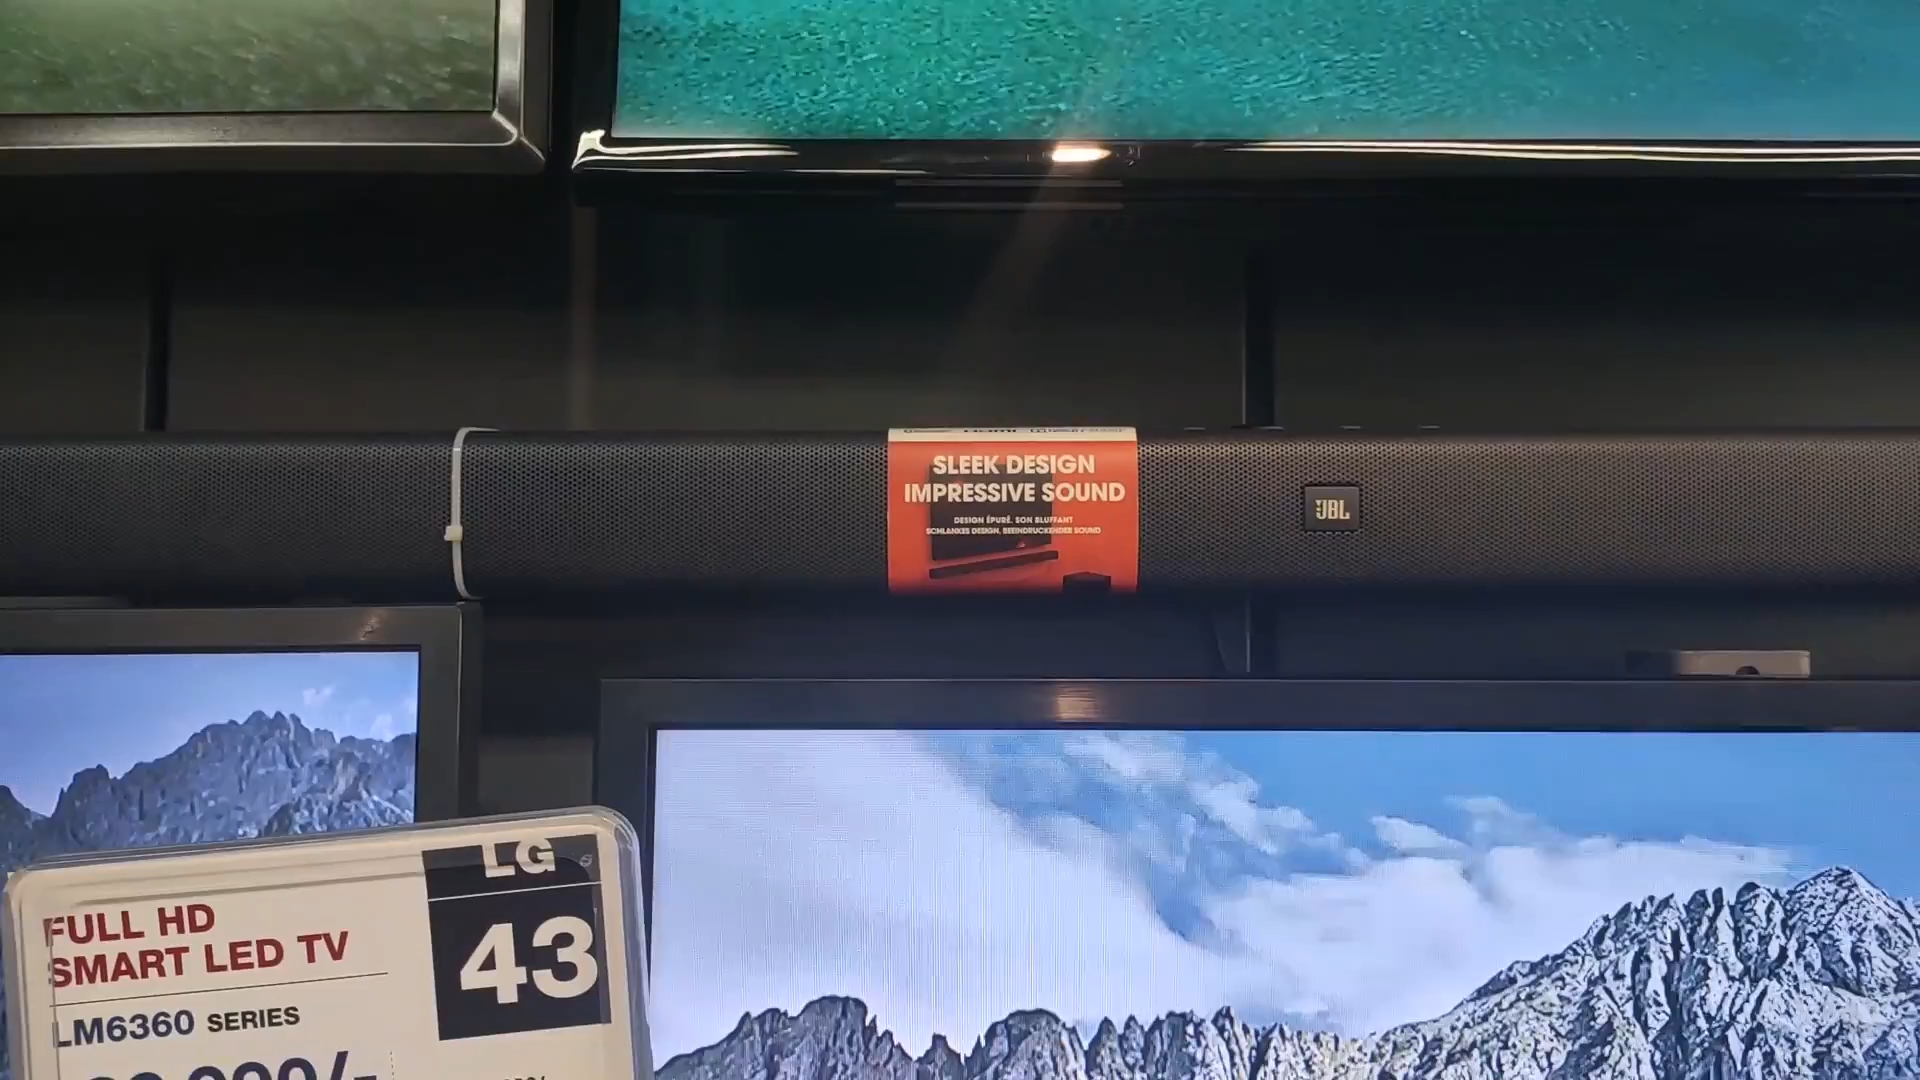 HDMI
SLEEK DESIGN
IMPRESSIVE SOUND
DESIGN ÉPURÉ, SON BLUFFANT
SCHLANKES DESIGN, BEEINDRUCKENDER SOUND
JBL
LG
43
FULL HD
SMART LED TV
LM6360 SERIES